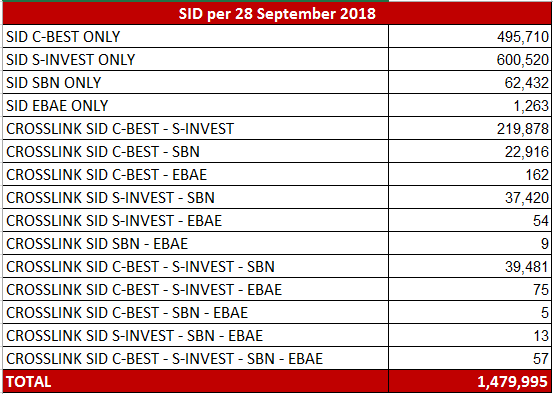 SID per 28 September 2018
SID C-BEST ONLY 495,710
SID S-INVEST ONLY 600,520
SID SBN ONLY 62,432
SID EBAE ONLY 1,263
CROSSLINK SID C-BEST - S-INVEST 219,878
CROSSLINK SID C-BEST - SBN 22,916
CROSSLINK SID C-BEST - EBAE 162
CROSSLINK SID S-INVEST - SBN 37,420
CROSSLINK SID S-INVEST - EBAE 54
CROSSLINK SID SBN - EBAE 9
CROSSLINK SID C-BEST - S-INVEST - SBN 39,481
CROSSLINK SID C-BEST - S-INVEST - EBAE 75
CROSSLINK SID C-BEST - SBN - EBAE 5
CROSSLINK SID S-INVEST - SBN - EBAE 13
CROSSLINK SID C-BEST - S-INVEST - SBN - EBAE 57
TOTAL 1,479,995